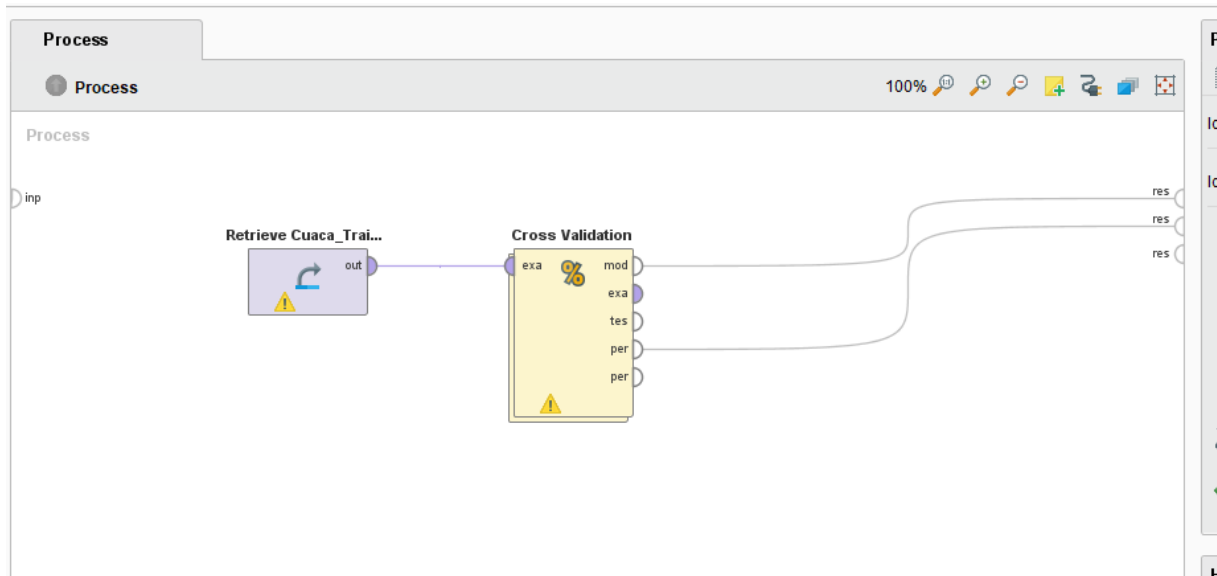 Process
Process
100%
Process
inp
res
res
res
Retrieve Cuaca_Trai...
out
Cross Validation
exa
mod
exa
tes
per
per